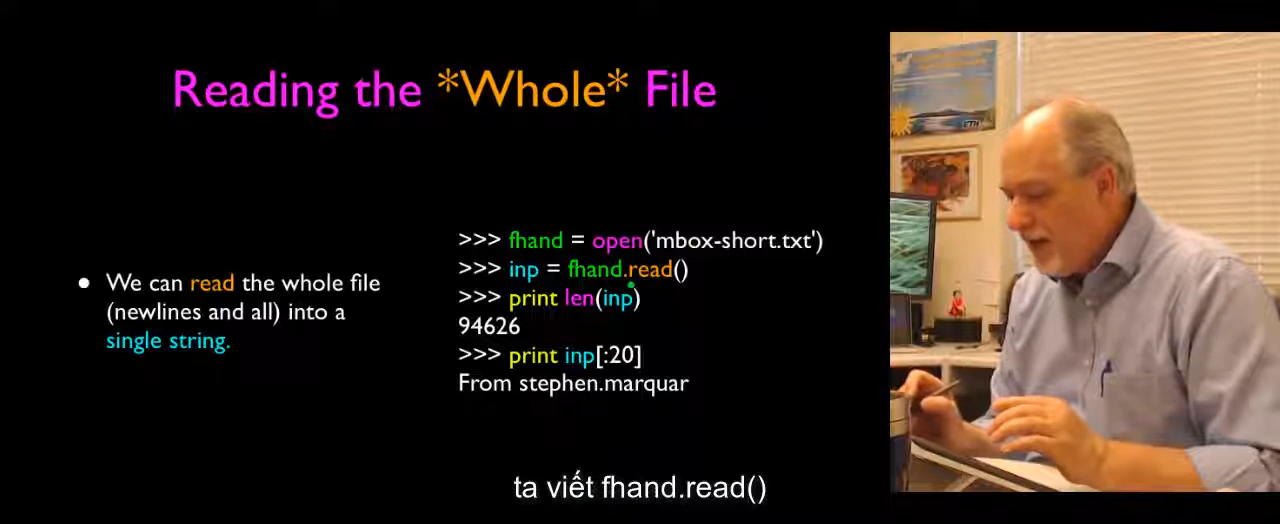 Reading the *Whole* File
• We can read the whole file
(newlines and all) into a
single string.
>>> fhand = open('mbox-short.txt')
>>> inp = fhand.read()
>>> print len(inp)
94626
>>> print inp[:20]
From stephen.marquar
ta viết fhand.read()